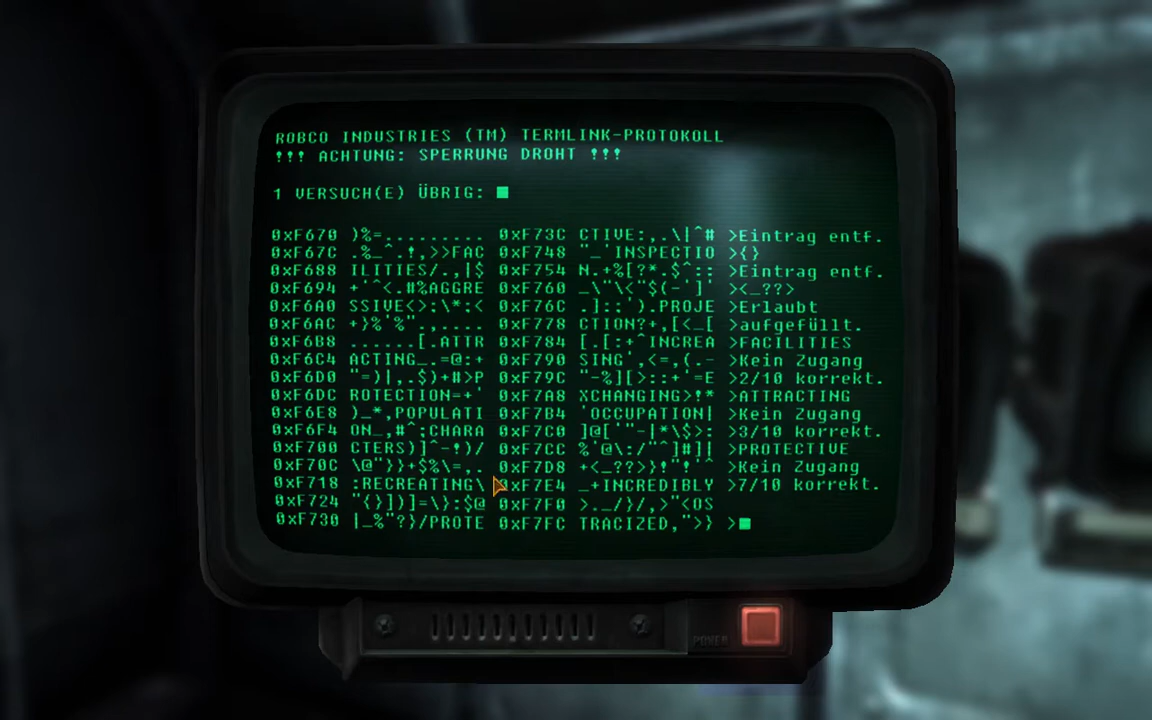 ROBCO INDUSTRIES (TM) TERMLINK-PROTOKOLL
!!! ACHTUNG: SPERRUNG DROHT !!!
1 VERSUCH(E) ÜBRIG:
0xF670 )%=......... 0xF73C CTIVE:,.\|^# >Eintrag entf.
0xF67C .%_^.!,>>FAC 0xF748 "_'INSPECTIO >{}
0xF688 ILITIES/.,|$ 0xF754 N.+%[?*.$^:: >Eintrag entf.
0xF694 +'^<.#%AGGRE 0xF760 _\"\<"$(-']' ><_??>
0xF6A0 SSIVE<>:\*:< 0xF76C .]::;').PROJE >Erlaubt
0xF6AC +)%'%".,.... 0xF778 CTION?+,[<_[ >aufgefüllt.
0xF6B8 ......[.ATTR 0xF784 [.[:+^INCREA >FACILITIES
0xF6C4 ACTING_.=@:+ 0xF790 SING',<=,(.- >Kein Zugang
0xF6D0 "=)|,.$)+#>P 0xF79C "-%][>::+'=E >2/10 korrekt.
0xF6DC ROTECTION=+' 0xF7A8 XCHANGING>!* >ATTRACTING
0xF6E8 )_*,POPULATI 0xF7B4 'OCCUPATION| >Kein Zugang
0xF6F4 ON_,#^;CHARA 0xF7C0 ]@['"-|*\$>: >3/10 korrekt.
0xF700 CTERS)]^-!)/ 0xF7CC %'@\:/"^]#]| >PROTECTIVE
0xF70C \@"}}+$%\=,. 0xF7D8 +<_??>}!"!'^ >Kein Zugang
0xF718 :RECREATING\ 0xF7E4 _+INCREDIBLY >7/10 korrekt.
0xF724 "{}])]=\}:$@ 0xF7F0 >._/}/,>"<OS
0xF730 |_%"?}/PROTE 0xF7FC TRACIZED,">} >
POWER